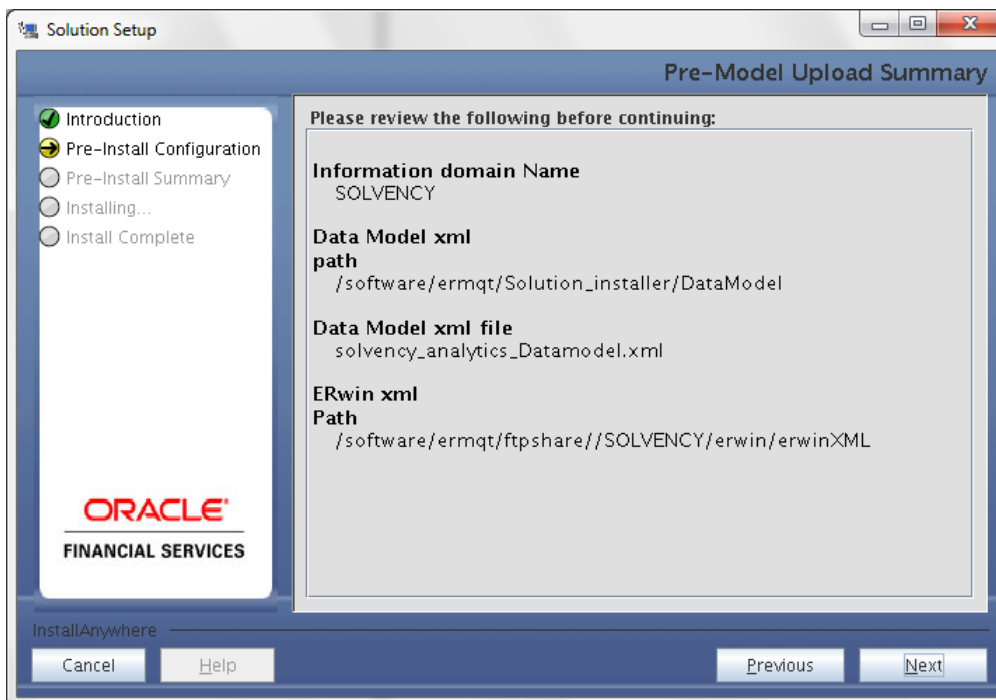 Solution Setup
Pre-Model Upload Summary
Introduction
Pre-Install Configuration
Pre-Install Summary
Installing...
Install Complete
ORACLE®
FINANCIAL SERVICES
Please review the following before continuing:
Information domain Name
SOLVENCY
Data Model xml
path
/software/ermqt/Solution_installer/DataModel
Data Model xml file
solvency_analytics_Datamodel.xml
ERwin xml
Path
/software/ermqt/ftpshare//SOLVENCY/erwin/erwinXML
InstallAnywhere
Cancel
Help
Previous
Next